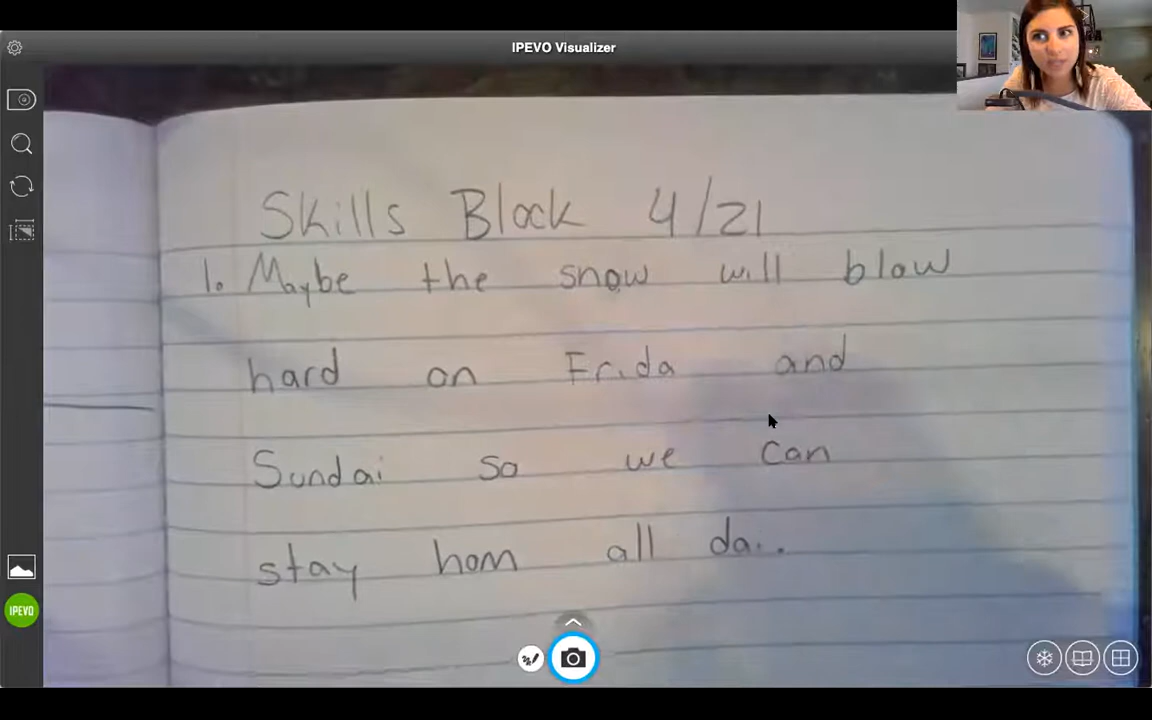 IPEVO Visualizer
Skills Block 4/21
1. Maybe the snow will blow
hard on Frida and
Sundai so we can
stay hom all dai.
IPEVO